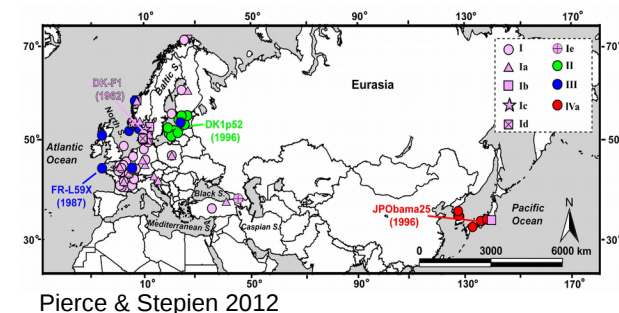 10° 50° 90° 130° 170°
70°
70°
DK-F1
(1962)
Baltic S.
North S.
Eurasia
I
Ia
Ib
Ic
Id
Ie
II
III
IVa
DK1p52
(1996)
50°
50°
Atlantic
Ocean
FR-L59X
(1987)
Black S.
Caspian S.
Mediterranean S.
JPObama25
(1996)
Pacific
Ocean
N
30°
30°
0 3000 6000 km
10° 50° 90° 130° 170°
Pierce & Stepien 2012